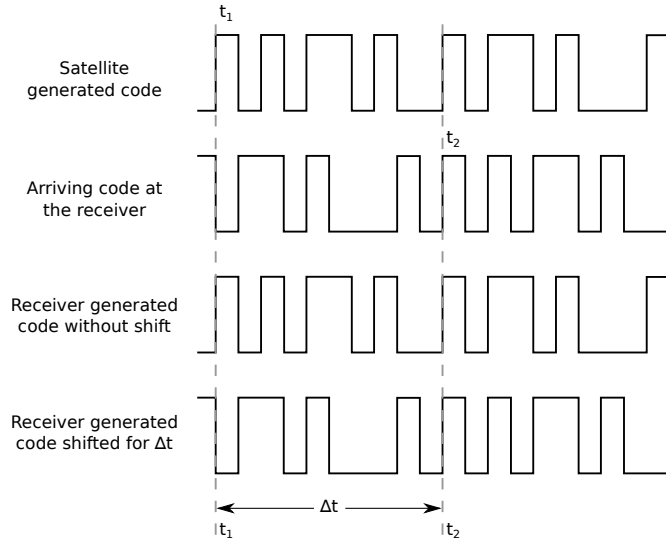 t1
Satellite
generated code
t2
Arriving code at
the receiver
Receiver generated
code without shift
Receiver generated
code shifted for Δt
Δt
t1
t2